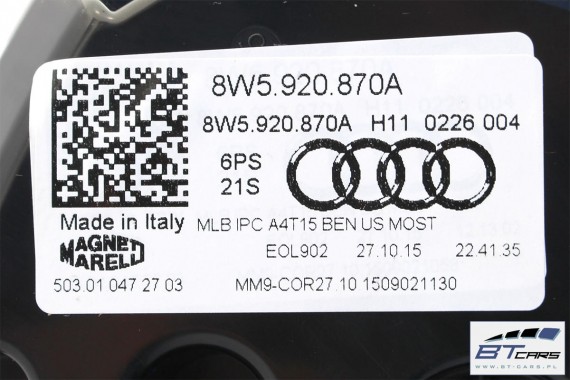 8W5.920.870A
8W5.920.870A H11 0226 004
6PS
21S
Made in Italy
MAGNETI
MARELLI
MLB IPC A4T15 BEN US MOST
EOL902 27.10.15 22.41.35
503 01 047 27 03
MM9-COR27.10 1509021130
BTCARS
WWW.BT-CARS.PL